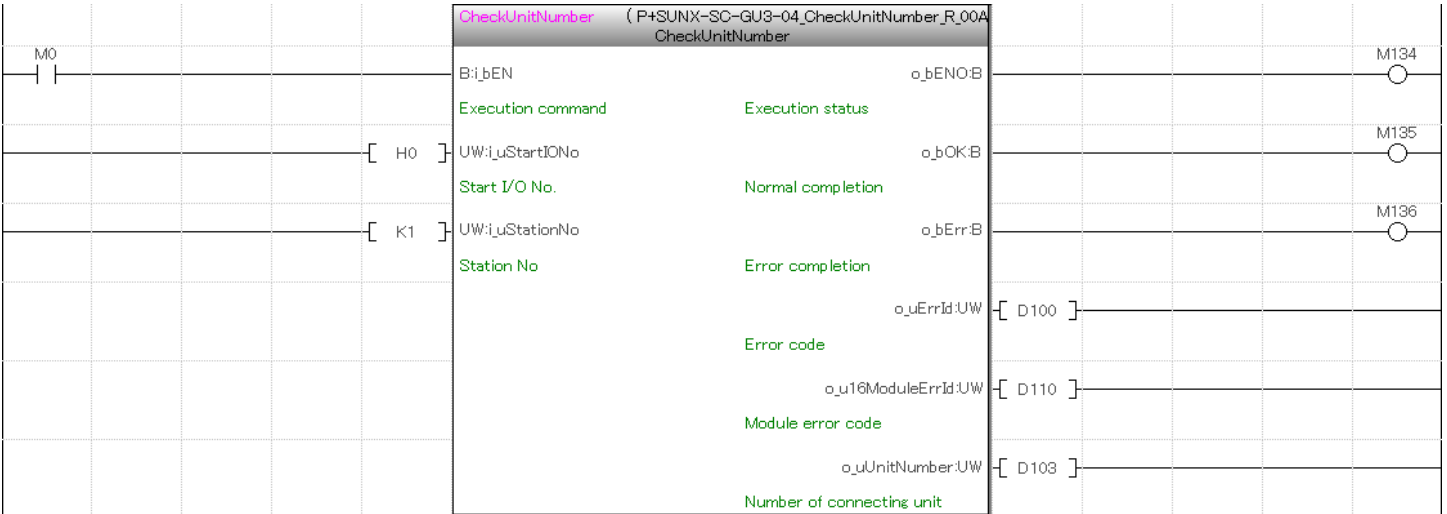 CheckUnitNumber (P+SUNX-SC-GU3-04_CheckUnitNumber_R_00A
CheckUnitNumber
M0
B:i_bEN
o_bENO:B
M134
Execution command
Execution status
H0
UW:i_uStartIONo
o_bOK:B
M135
Start I/O No.
Normal completion
K1
UW:i_uStationNo
o_bErr:B
M136
Station No
Error completion
o_uErrId:UW
D100
Error code
o_u16ModuleErrId:UW
D110
Module error code
o_uUnitNumber:UW
D103
Number of connecting unit